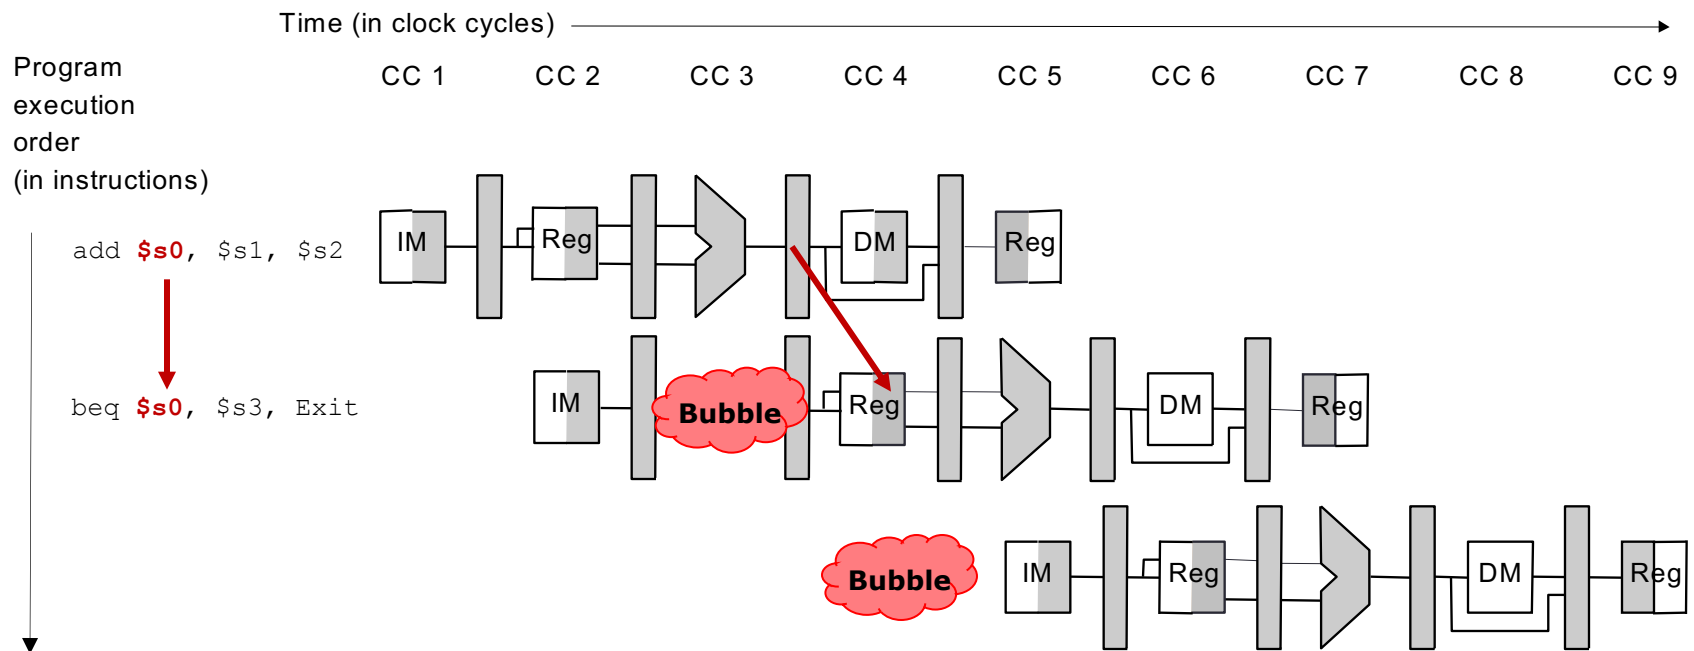 Time (in clock cycles)
Program
execution
order
(in instructions)
CC 1 CC 2 CC 3 CC 4 CC 5 CC 6 CC 7 CC 8 CC 9
add $s0, $s1, $s2
IM Reg DM Reg
beq $s0, $s3, Exit
IM Bubble Reg DM Reg
Bubble IM Reg DM Reg